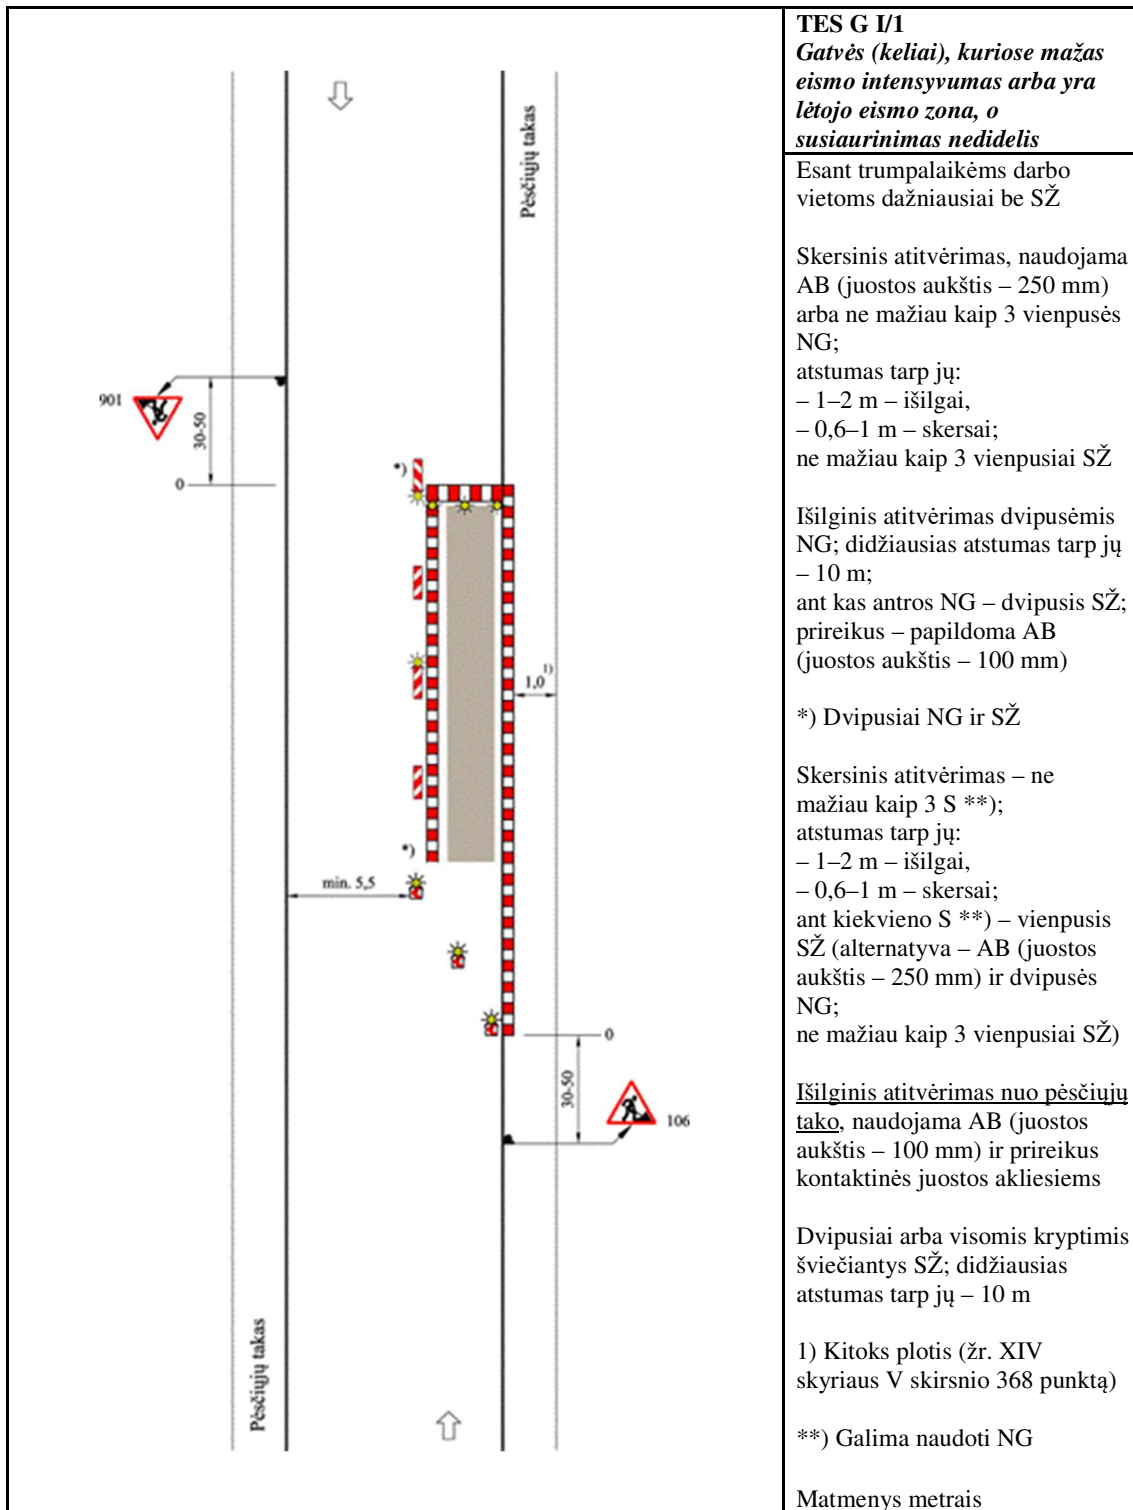 Pėsčiųjų takas
106
30-50
0
*)
1,0 1)
*)
min. 5,5
0
30-50
106
Pėsčiųjų takas
TES G I/1
Gatvės (keliai), kuriose mažas
eismo intensyvumas arba yra
lėtojo eismo zona, o
susiaurinimas nedidelis
Esant trumpalaikėms darbo
vietoms dažniausiai be SŽ
Skersinis atitvėrimas, naudojama
AB (juostos aukštis – 250 mm)
arba ne mažiau kaip 3 vienpusės
NG;
atstumas tarp jų:
– 1–2 m – išilgai,
– 0,6–1 m – skersai;
ne mažiau kaip 3 vienpusiai SŽ
Išilginis atitvėrimas dvipusėmis
NG; didžiausias atstumas tarp jų
– 10 m;
ant kas antros NG – dvipusis SŽ;
prireikus – papildoma AB
(juostos aukštis – 100 mm)
*) Dvipusiai NG ir SŽ
Skersinis atitvėrimas – ne
mažiau kaip 3 S **);
atstumas tarp jų:
– 1–2 m – išilgai,
– 0,6–1 m – skersai;
ant kiekvieno S **) – vienpusis
SŽ (alternatyva – AB (juostos
aukštis – 250 mm) ir dvipusės
NG;
ne mažiau kaip 3 vienpusiai SŽ)
Išilginis atitvėrimas nuo pėsčiųjų
tako, naudojama AB (juostos
aukštis – 100 mm) ir prireikus
kontaktinės juostos akliesiems
Dvipusiai arba visomis kryptimis
šviečiantys SŽ; didžiausias
atstumas tarp jų – 10 m
1) Kitoks plotis (žr. XIV
skyriaus V skirsnio 368 punktą)
**) Galima naudoti NG
Matmenys metrais